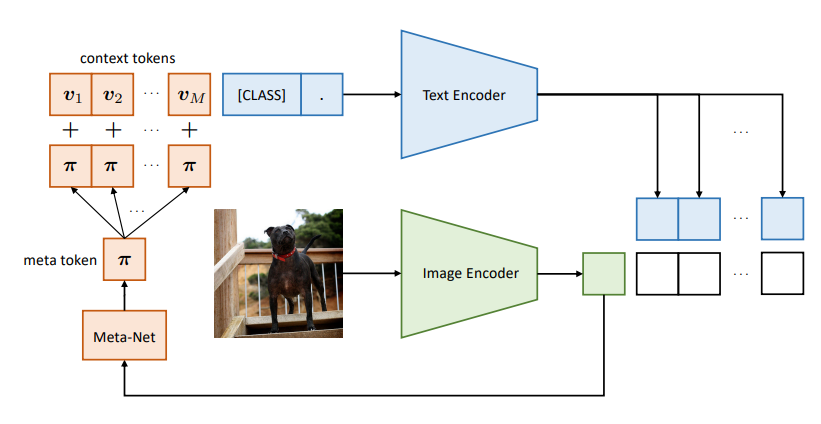 context tokens
v1 v2 ... vM [CLASS] .
+ + ... +
π π ... π
...
meta token π
Meta-Net
Text Encoder
...
Image Encoder
...
...